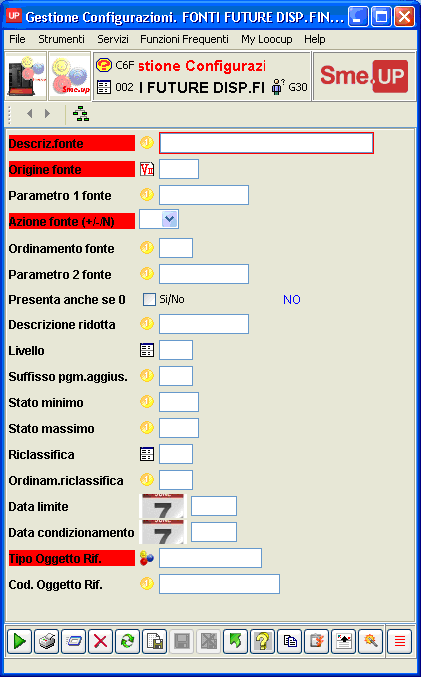 UP Gestione Configurazioni. FONTI FUTURE DISP.FIN...
File Strumenti Servizi Funzioni Frequenti My Loocup Help
Sme.up C6F stione Configurazi Sme.UP
002 I FUTURE DISP.FI G30
Descriz.fonte
Origine fonte
Parametro 1 fonte
Azione fonte (+/-/N)
Ordinamento fonte
Parametro 2 fonte
Presenta anche se 0 Si/No NO
Descrizione ridotta
Livello
Suffisso pgm.aggius.
Stato minimo
Stato massimo
Riclassifica
Ordinam.riclassifica
Data limite 7
Data condizionamento 7
Tipo Oggetto Rif.
Cod. Oggetto Rif.